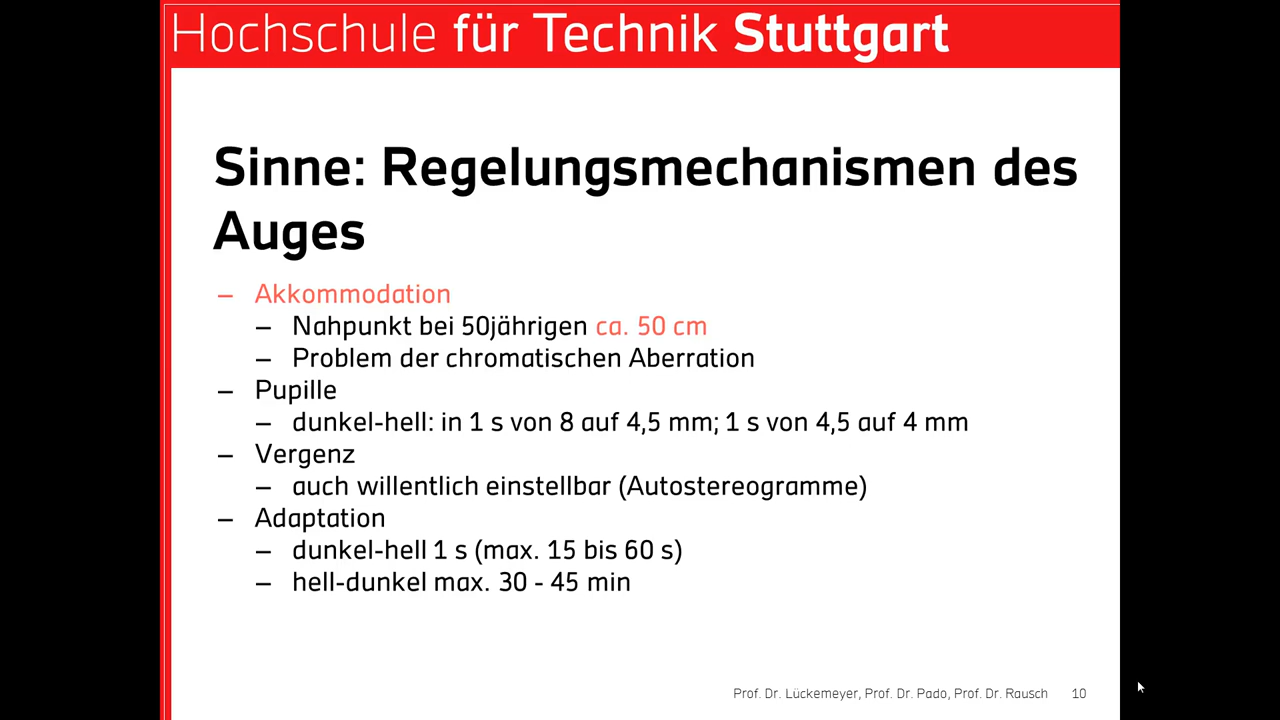 Hochschule für Technik Stuttgart
Sinne: Regelungsmechanismen des
Auges
– Akkommodation
– Nahpunkt bei 50jährigen ca. 50 cm
– Problem der chromatischen Aberration
– Pupille
– dunkel-hell: in 1 s von 8 auf 4,5 mm; 1 s von 4,5 auf 4 mm
– Vergenz
– auch willentlich einstellbar (Autostereogramme)
– Adaptation
– dunkel-hell 1 s (max. 15 bis 60 s)
– hell-dunkel max. 30 - 45 min
Prof. Dr. Lückemeyer, Prof. Dr. Pado, Prof. Dr. Rausch 10